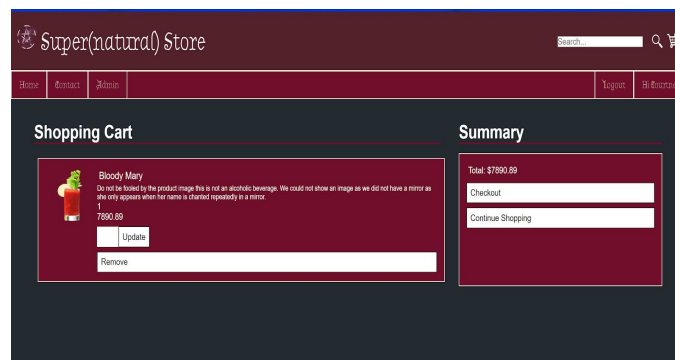 Super(natural) Store
Search...
Home Contact Admin Logout Hi Courtne
Shopping Cart
Summary
Bloody Mary
Do not be fooled by the product image this is not an alcoholic beverage. We could not show an image as we did not have a mirror as
she only appears when her name is chanted repeatedly in a mirror.
1
7890.89
Update
Remove
Total: $7890.89
Checkout
Continue Shopping